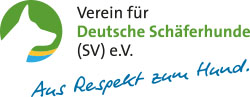 Verein für
Deutsche Schäferhunde
(SV) e.V.
Aus Respekt zum Hund.